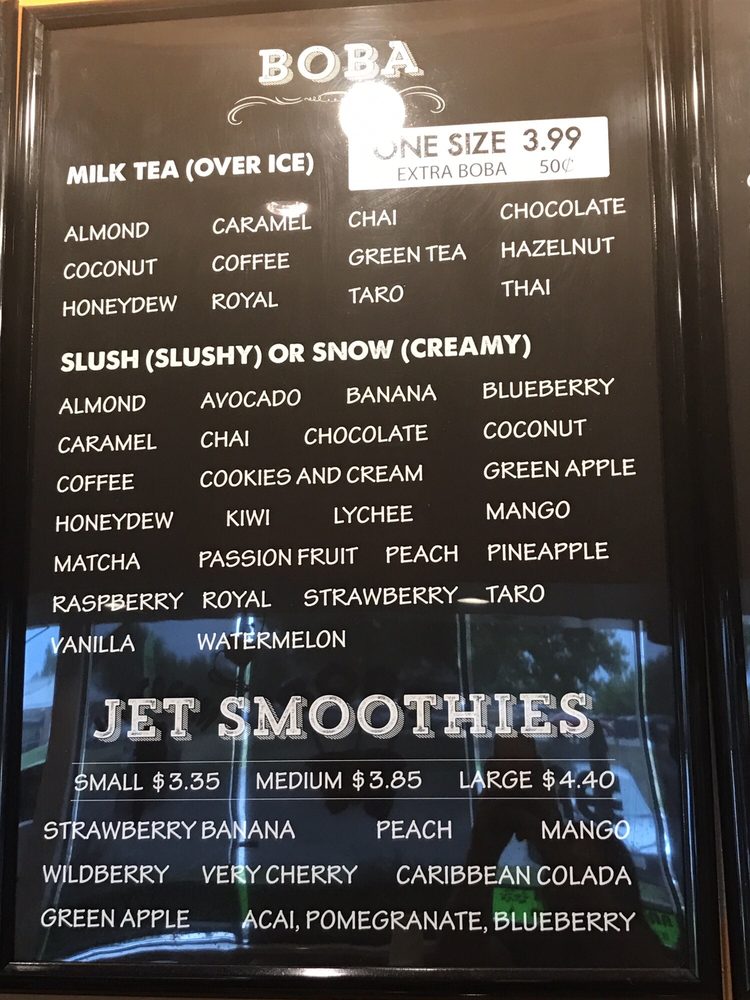 BOBA
ONE SIZE 3.99
EXTRA BOBA 50¢
MILK TEA (OVER ICE)
ALMOND CARAMEL CHAI CHOCOLATE
COCONUT COFFEE GREEN TEA HAZELNUT
HONEYDEW ROYAL TARO THAI
SLUSH (SLUSHY) OR SNOW (CREAMY)
ALMOND AVOCADO BANANA BLUEBERRY
CARAMEL CHAI CHOCOLATE COCONUT
COFFEE COOKIES AND CREAM GREEN APPLE
HONEYDEW KIWI LYCHEE MANGO
MATCHA PASSION FRUIT PEACH PINEAPPLE
RASPBERRY ROYAL STRAWBERRY TARO
VANILLA WATERMELON
JET SMOOTHIES
SMALL $3.35 MEDIUM $3.85 LARGE $4.40
STRAWBERRY BANANA PEACH MANGO
WILDBERRY VERY CHERRY CARIBBEAN COLADA
GREEN APPLE ACAI, POMEGRANATE, BLUEBERRY